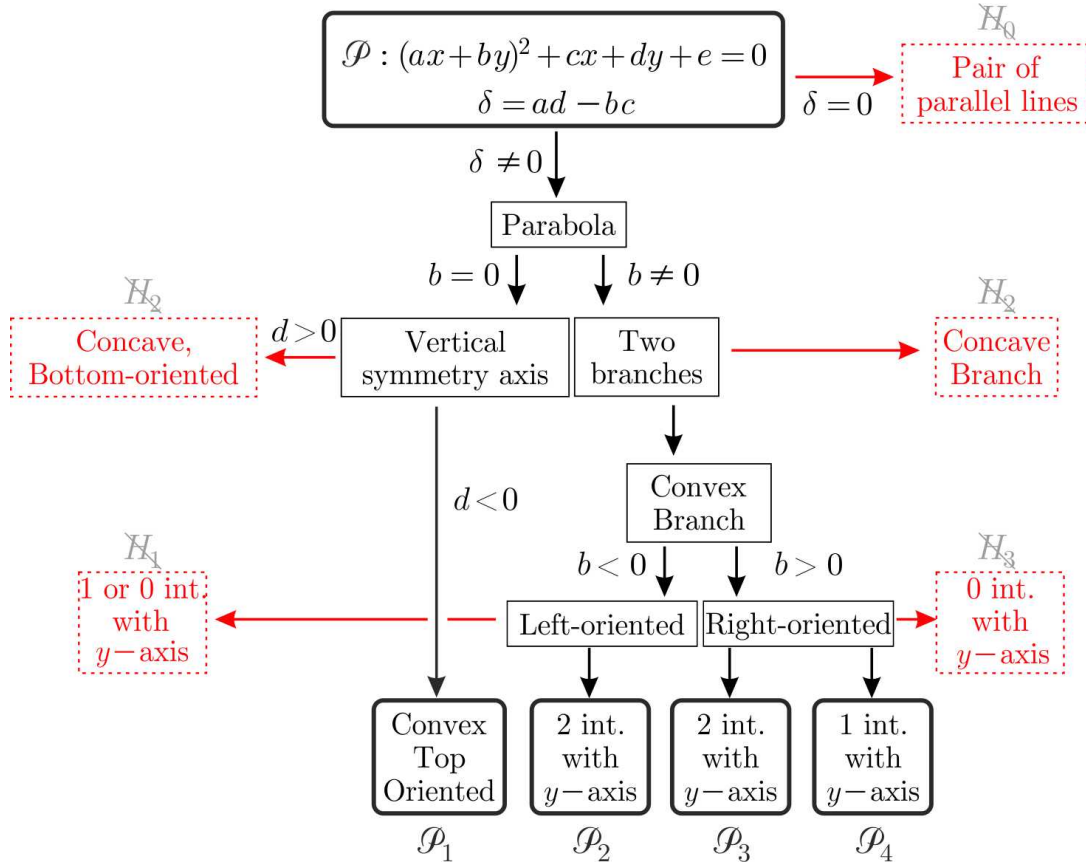 H₀
𝒫 : (ax+by)²+cx+dy+e=0
δ=ad−bc
δ=0
Pair of
parallel lines
δ≠0
Parabola
b=0
b≠0
H₂
d>0
Concave,
Bottom-oriented
Vertical
symmetry axis
Two
branches
H₂
Concave
Branch
d<0
Convex
Branch
b<0
b>0
H₁
1 or 0 int.
with
y−axis
Left-oriented
Right-oriented
H₃
0 int.
with
y−axis
Convex
Top
Oriented
2 int.
with
y−axis
2 int.
with
y−axis
1 int.
with
y−axis
𝒫₁
𝒫₂
𝒫₃
𝒫₄